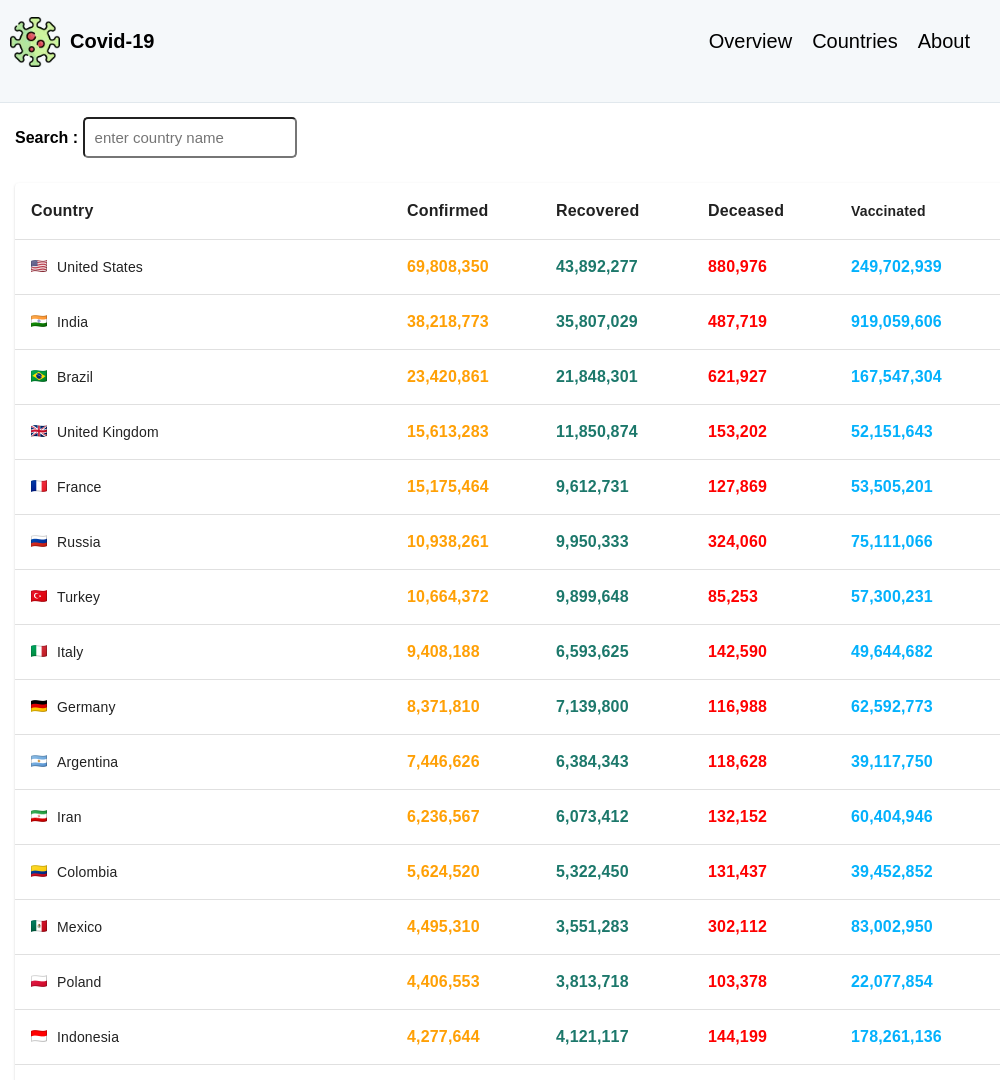 Covid-19 Overview Countries About
Search : enter country name
Country Confirmed Recovered Deceased Vaccinated
United States 69,808,350 43,892,277 880,976 249,702,939
India 38,218,773 35,807,029 487,719 919,059,606
Brazil 23,420,861 21,848,301 621,927 167,547,304
United Kingdom 15,613,283 11,850,874 153,202 52,151,643
France 15,175,464 9,612,731 127,869 53,505,201
Russia 10,938,261 9,950,333 324,060 75,111,066
Turkey 10,664,372 9,899,648 85,253 57,300,231
Italy 9,408,188 6,593,625 142,590 49,644,682
Germany 8,371,810 7,139,800 116,988 62,592,773
Argentina 7,446,626 6,384,343 118,628 39,117,750
Iran 6,236,567 6,073,412 132,152 60,404,946
Colombia 5,624,520 5,322,450 131,437 39,452,852
Mexico 4,495,310 3,551,283 302,112 83,002,950
Poland 4,406,553 3,813,718 103,378 22,077,854
Indonesia 4,277,644 4,121,117 144,199 178,261,136